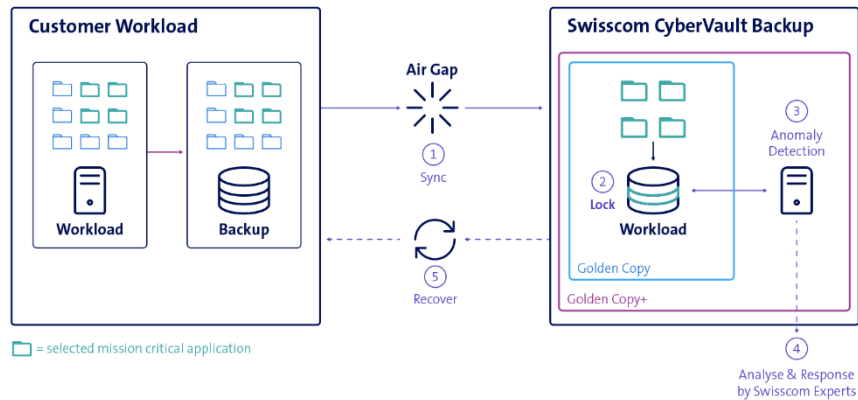 Customer Workload
Workload
Backup
= selected mission critical application
Air Gap
1
Sync
5
Recover
Swisscom CyberVault Backup
2
Lock
Workload
Golden Copy
Golden Copy+
3
Anomaly
Detection
4
Analyse & Response
by Swisscom Experts